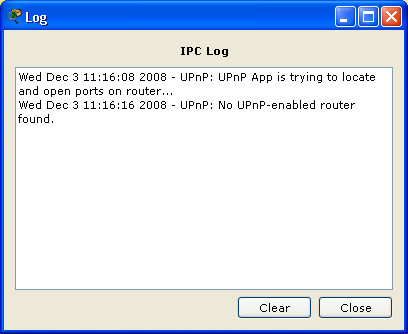 Log
IPC Log
Wed Dec 3 11:16:08 2008 - UPnP: UPnP App is trying to locate
and open ports on router...
Wed Dec 3 11:16:16 2008 - UPnP: No UPnP-enabled router
found.
Clear Close